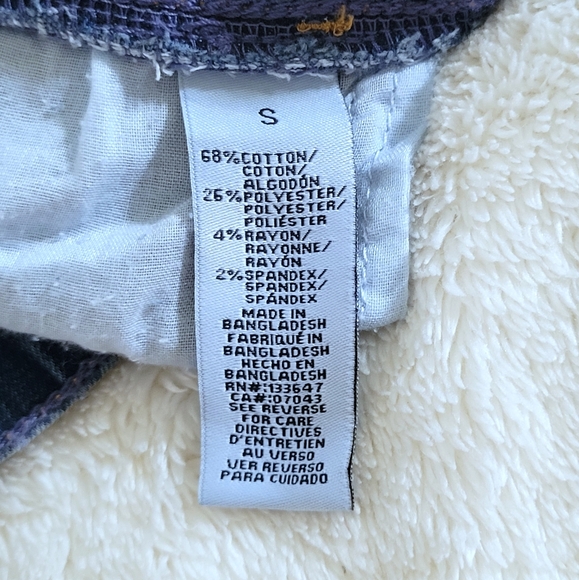 S
68%COTTON/
COTON/
ALGODÓN
26%POLYESTER/
POLYESTER/
POLIÉSTER
4%RAYON/
RAYONNE/
RAYÓN
2%SPANDEX/
SPANDEX/
SPÁNDEX
MADE IN
BANGLADESH
FABRIQUÉ IN
BANGLADESH
HECHO EN
BANGLADESH
RN#:133647
CA#:07043
SEE REVERSE
FOR CARE
DIRECTIVES
D'ENTRETIEN
AU VERSO
VER REVERSO
PARA CUIDADO